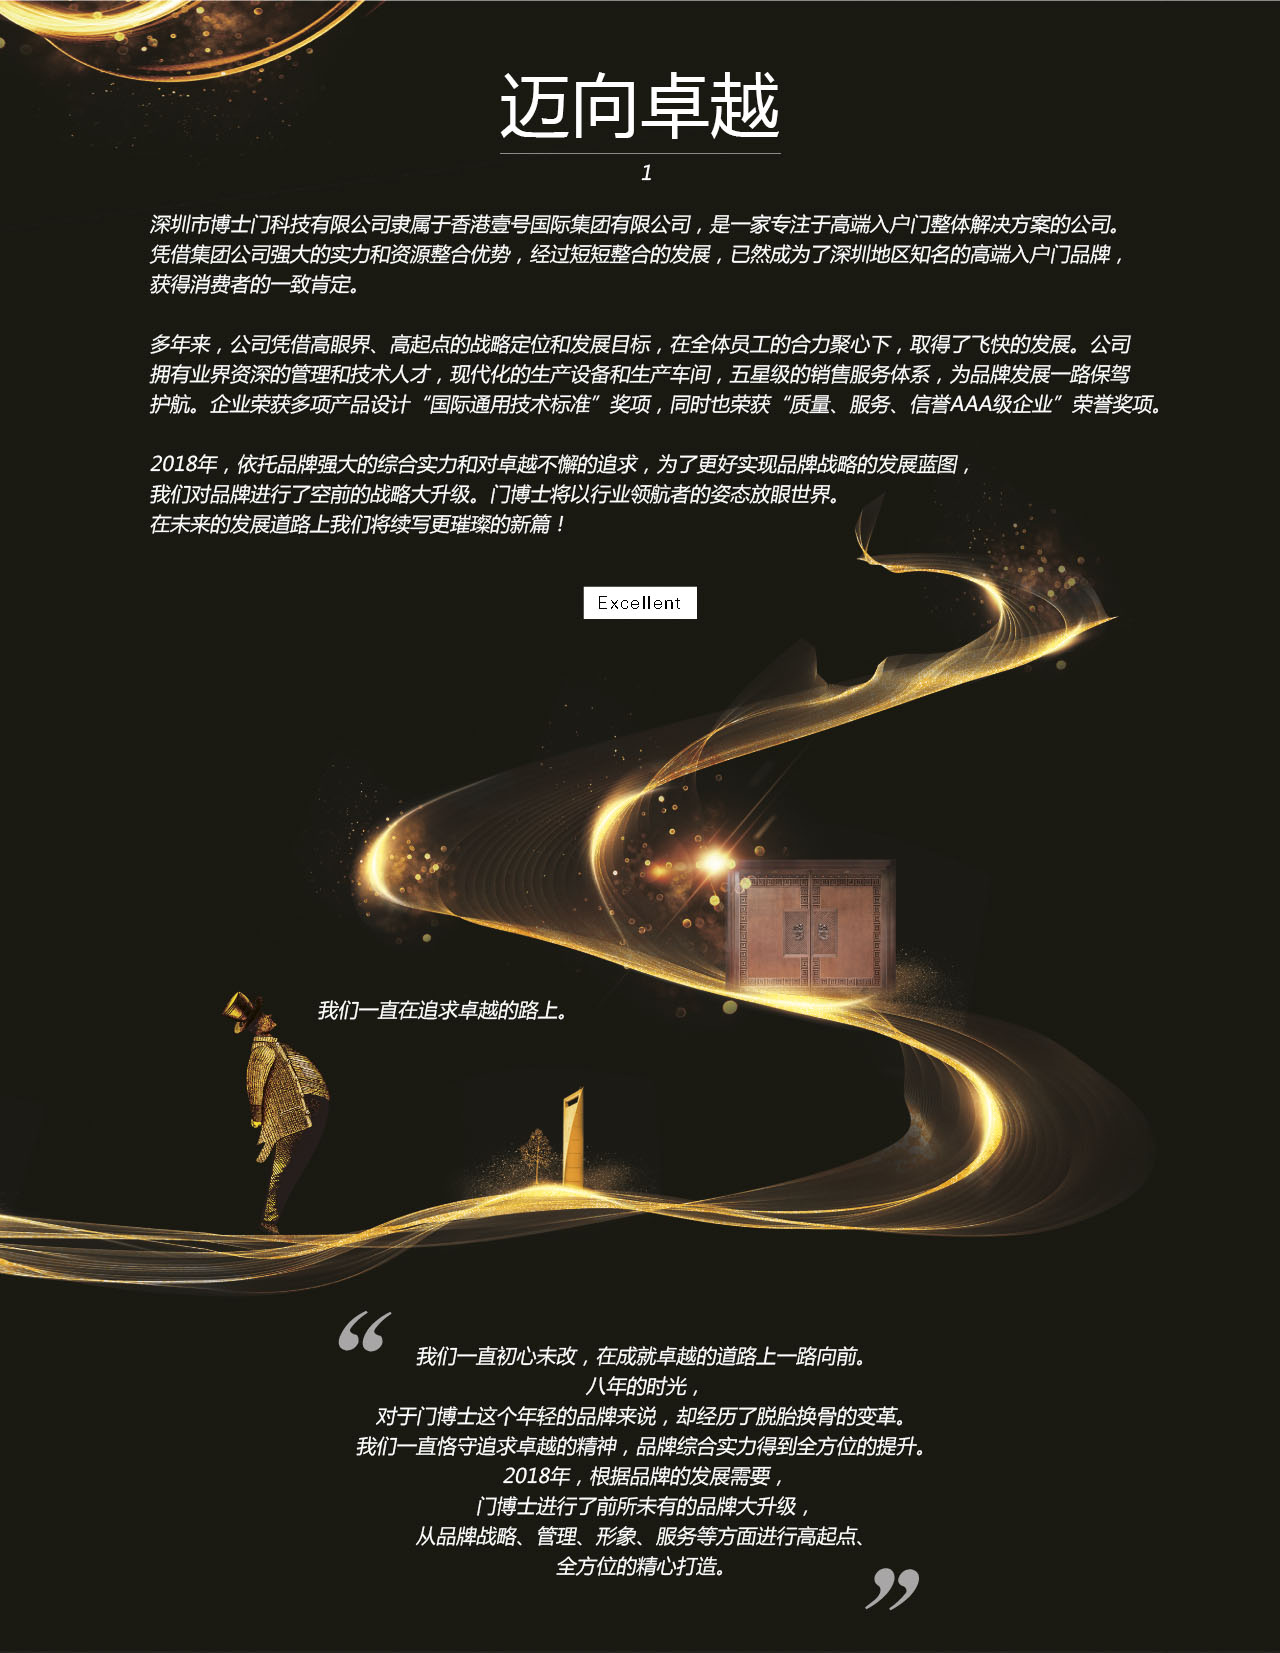 迈向卓越
1
深圳市博士门科技有限公司隶属于香港壹号国际集团有限公司，是一家专注于高端入户门整体解决方案的公司。
凭借集团公司强大的实力和资源整合优势，经过短短整合的发展，已然成为了深圳地区知名的高端入户门品牌，
获得消费者的一致肯定。
多年来，公司凭借高眼界、高起点的战略定位和发展目标，在全体员工的合力聚心下，取得了飞快的发展。公司
拥有业界资深的管理和技术人才，现代化的生产设备和生产车间，五星级的销售服务体系，为品牌发展一路保驾
护航。企业荣获多项产品设计“国际通用技术标准”奖项，同时也荣获“质量、服务、信誉AAA级企业”荣誉奖项。
2018年，依托品牌强大的综合实力和对卓越不懈的追求，为了更好实现品牌战略的发展蓝图，
我们对品牌进行了空前的战略大升级。门博士将以行业领航者的姿态放眼世界。
在未来的发展道路上我们将续写更璀璨的新篇！
Excellent
我们一直在追求卓越的路上。
“
我们一直初心未改，在成就卓越的道路上一路向前。
八年的时光，
对于门博士这个年轻的品牌来说，却经历了脱胎换骨的变革。
我们一直恪守追求卓越的精神，品牌综合实力得到全方位的提升。
2018年，根据品牌的发展需要，
门博士进行了前所未有的品牌大升级，
从品牌战略、管理、形象、服务等方面进行高起点、
全方位的精心打造。
”